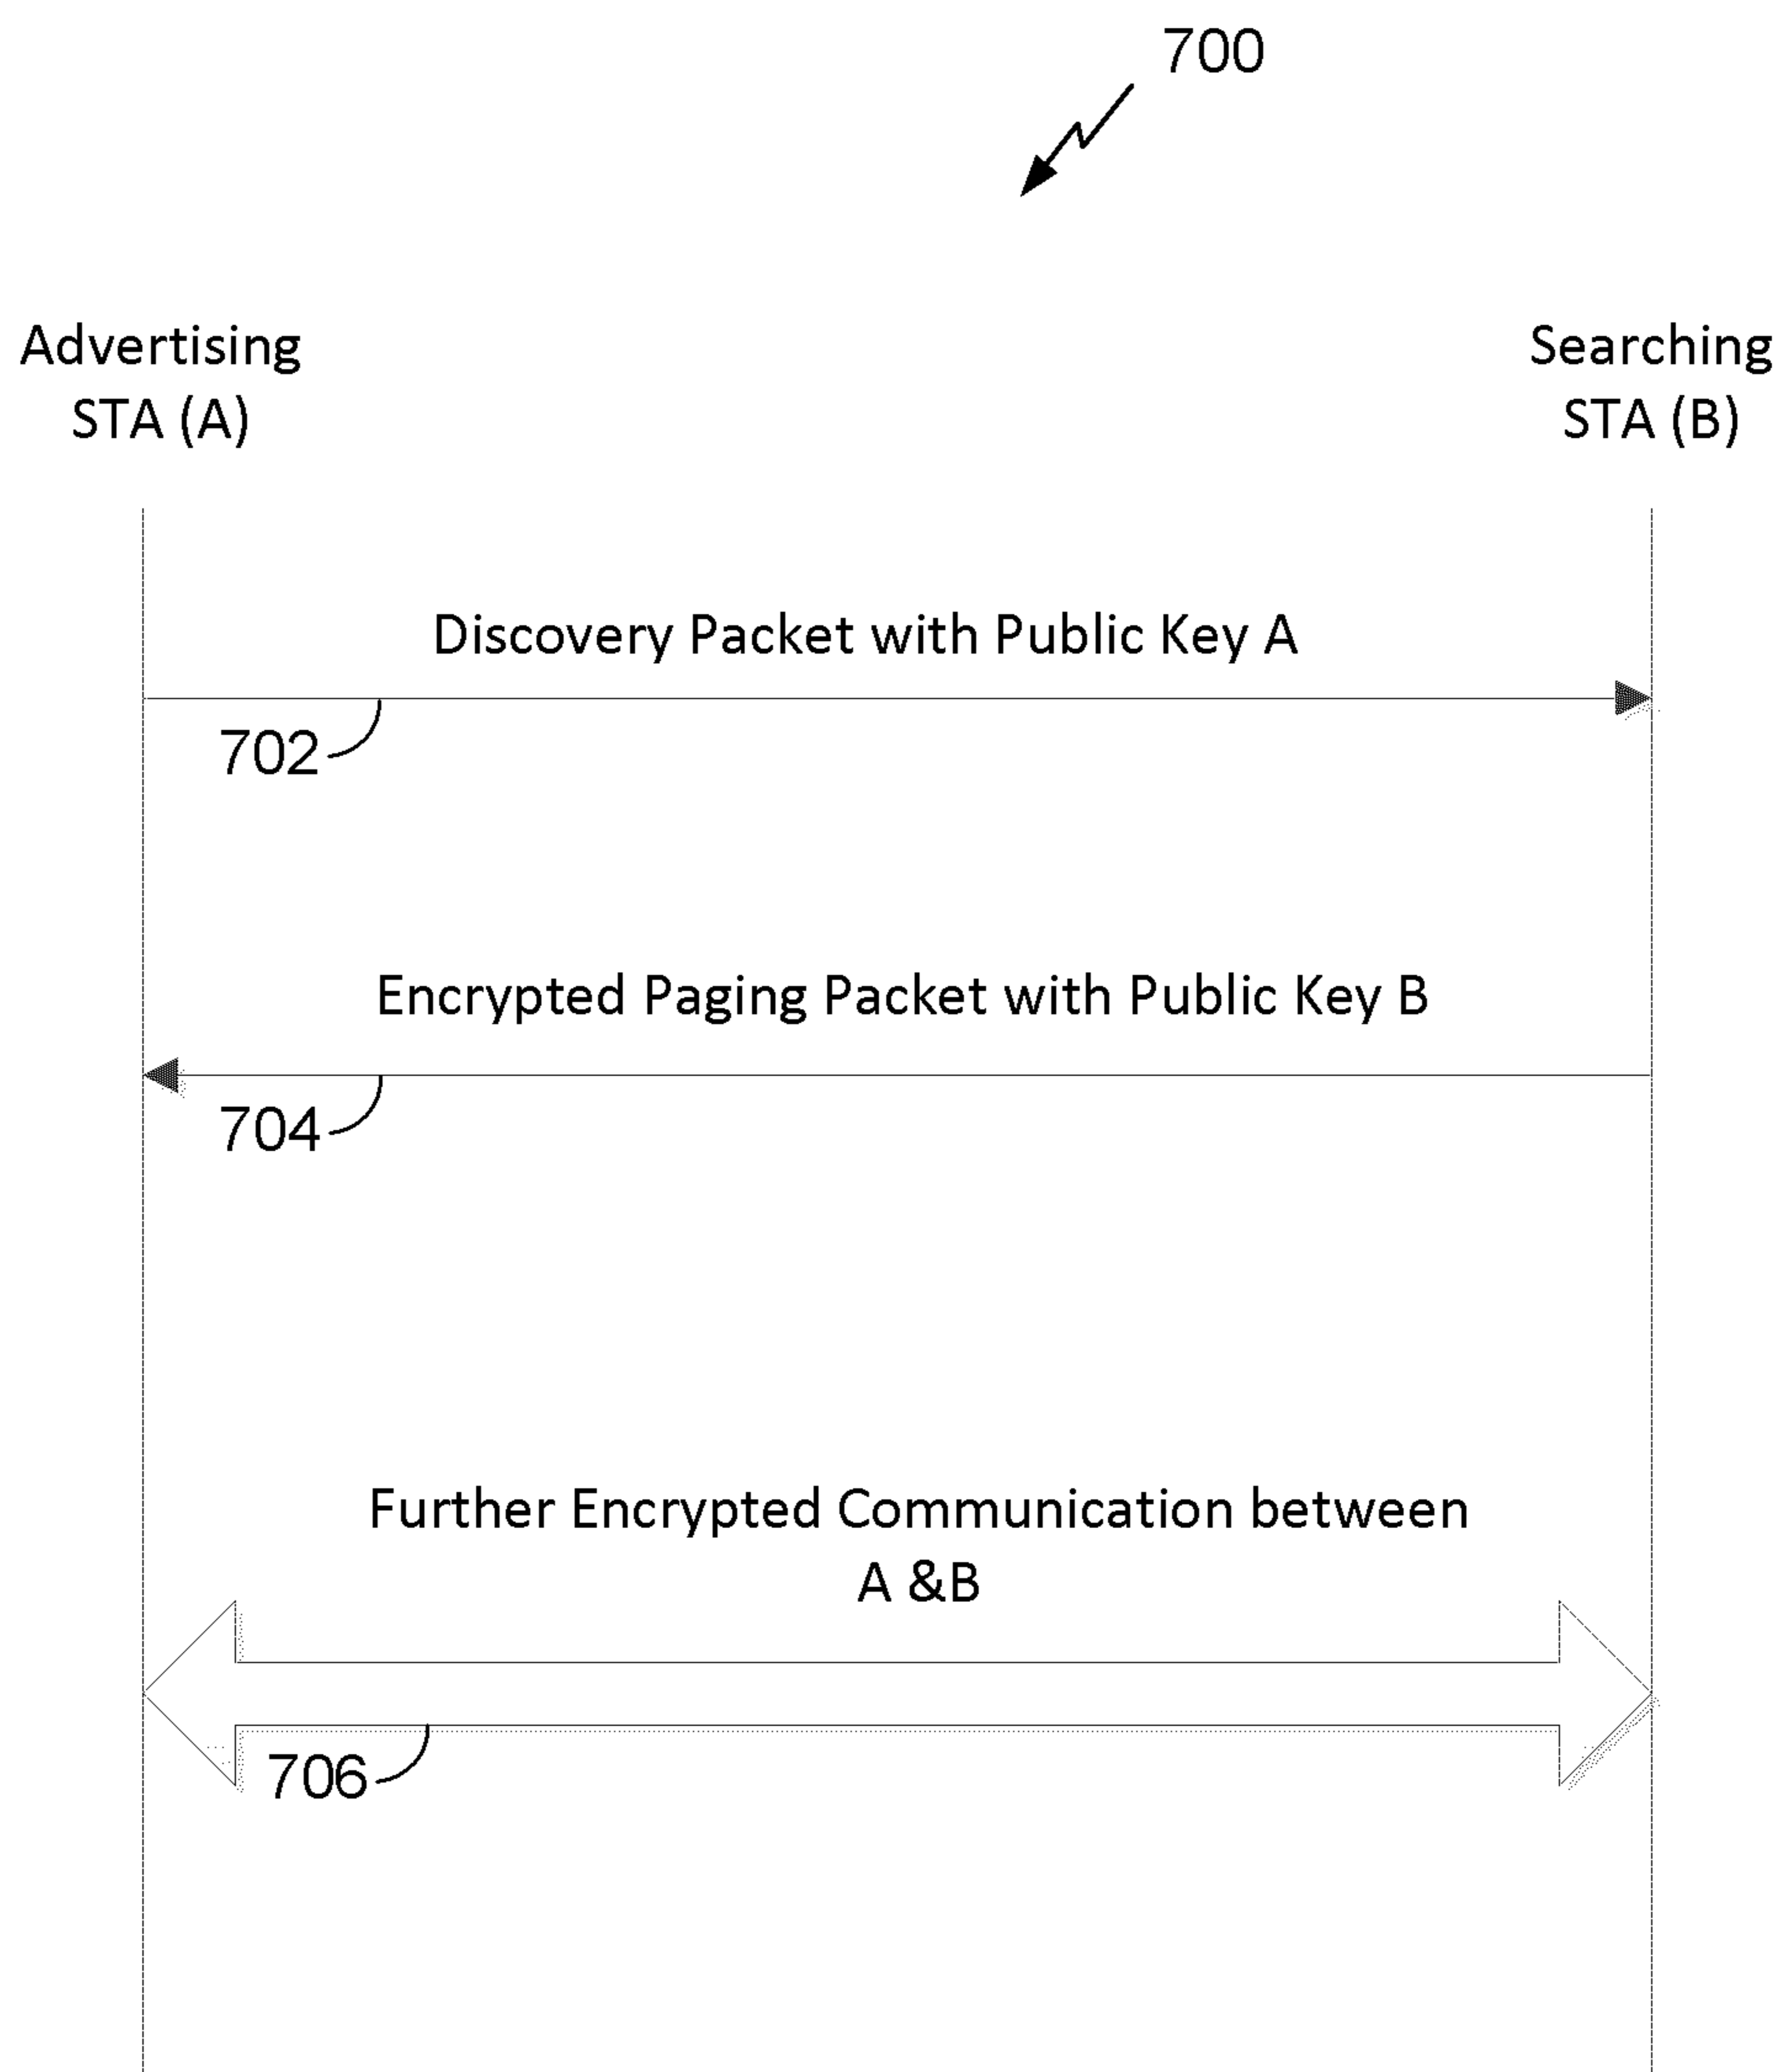 700
Advertising
STA (A)
Searching
STA (B)
Discovery Packet with Public Key A
702
Encrypted Paging Packet with Public Key B
704
Further Encrypted Communication between
A &B
706